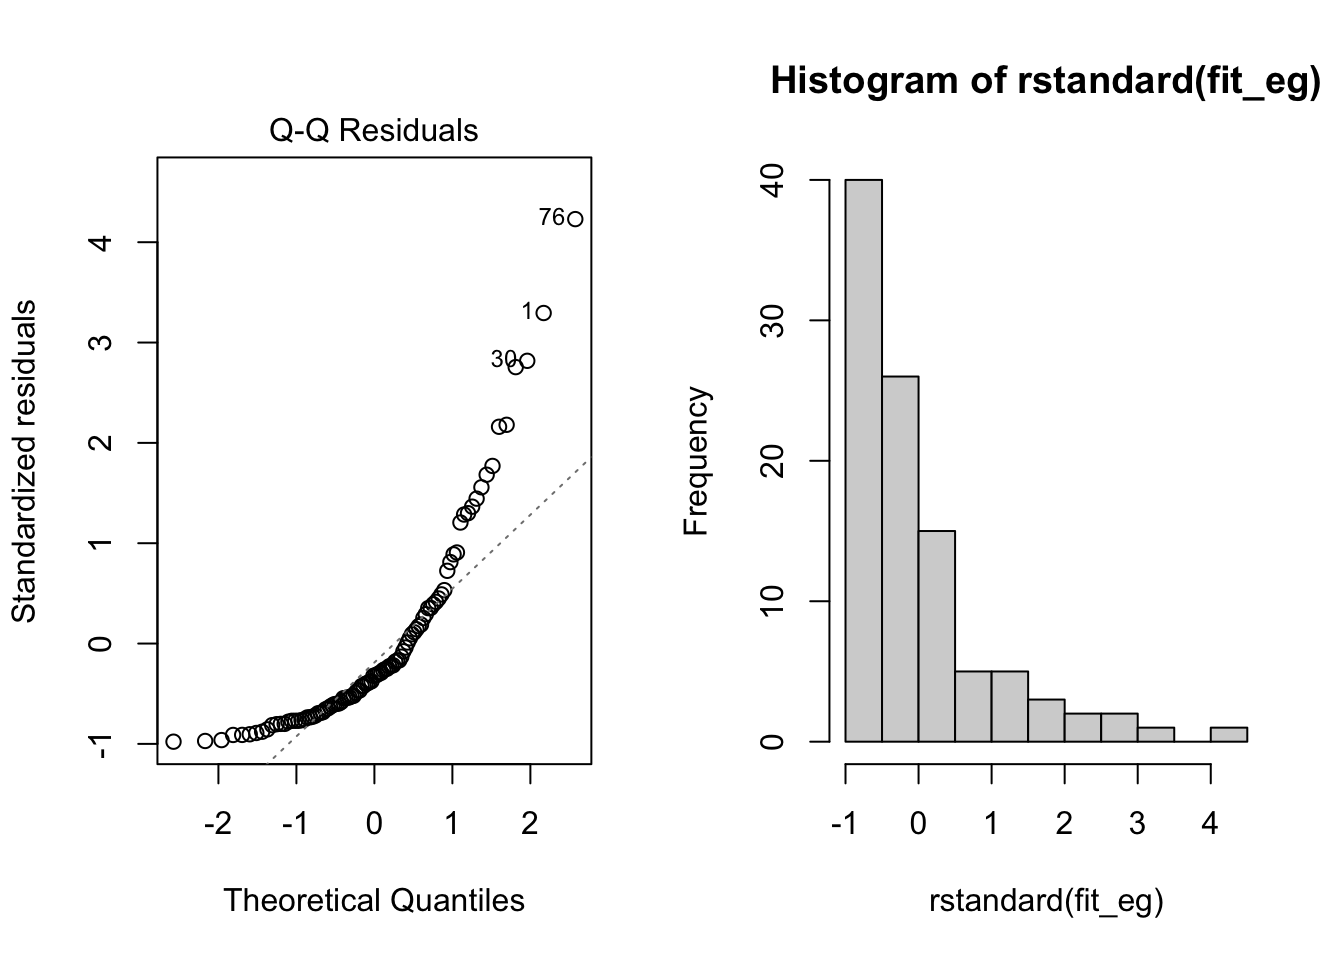 Q-Q Residuals
Standardized residuals
4
3
2
1
0
-1
76
1
30
-2 -1 0 1 2
Theoretical Quantiles
Histogram of rstandard(fit_eg)
Frequency
40
30
20
10
0
-1 0 1 2 3 4
rstandard(fit_eg)